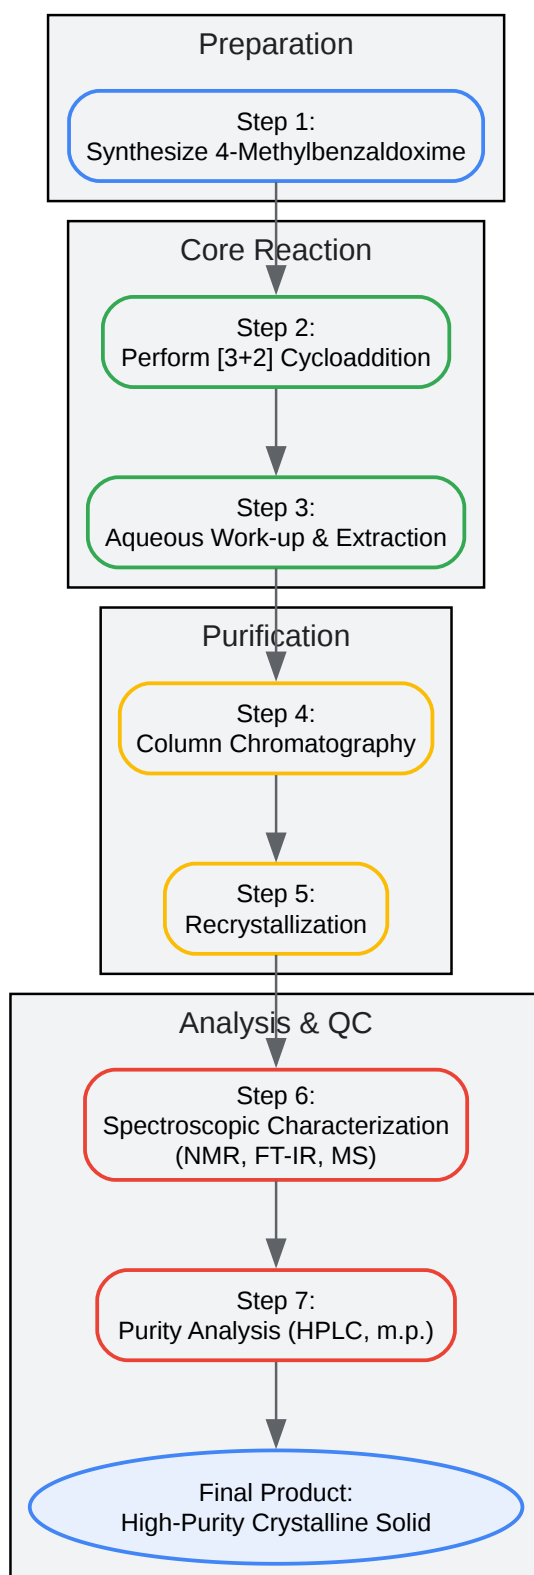 Preparation
Step 1:
Synthesize 4-Methylbenzaldoxime
Core Reaction
Step 2:
Perform [3+2] Cycloaddition
Step 3:
Aqueous Work-up & Extraction
Purification
Step 4:
Column Chromatography
Step 5:
Recrystallization
Analysis & QC
Step 6:
Spectroscopic Characterization
(NMR, FT-IR, MS)
Step 7:
Purity Analysis (HPLC, m.p.)
Final Product:
High-Purity Crystalline Solid